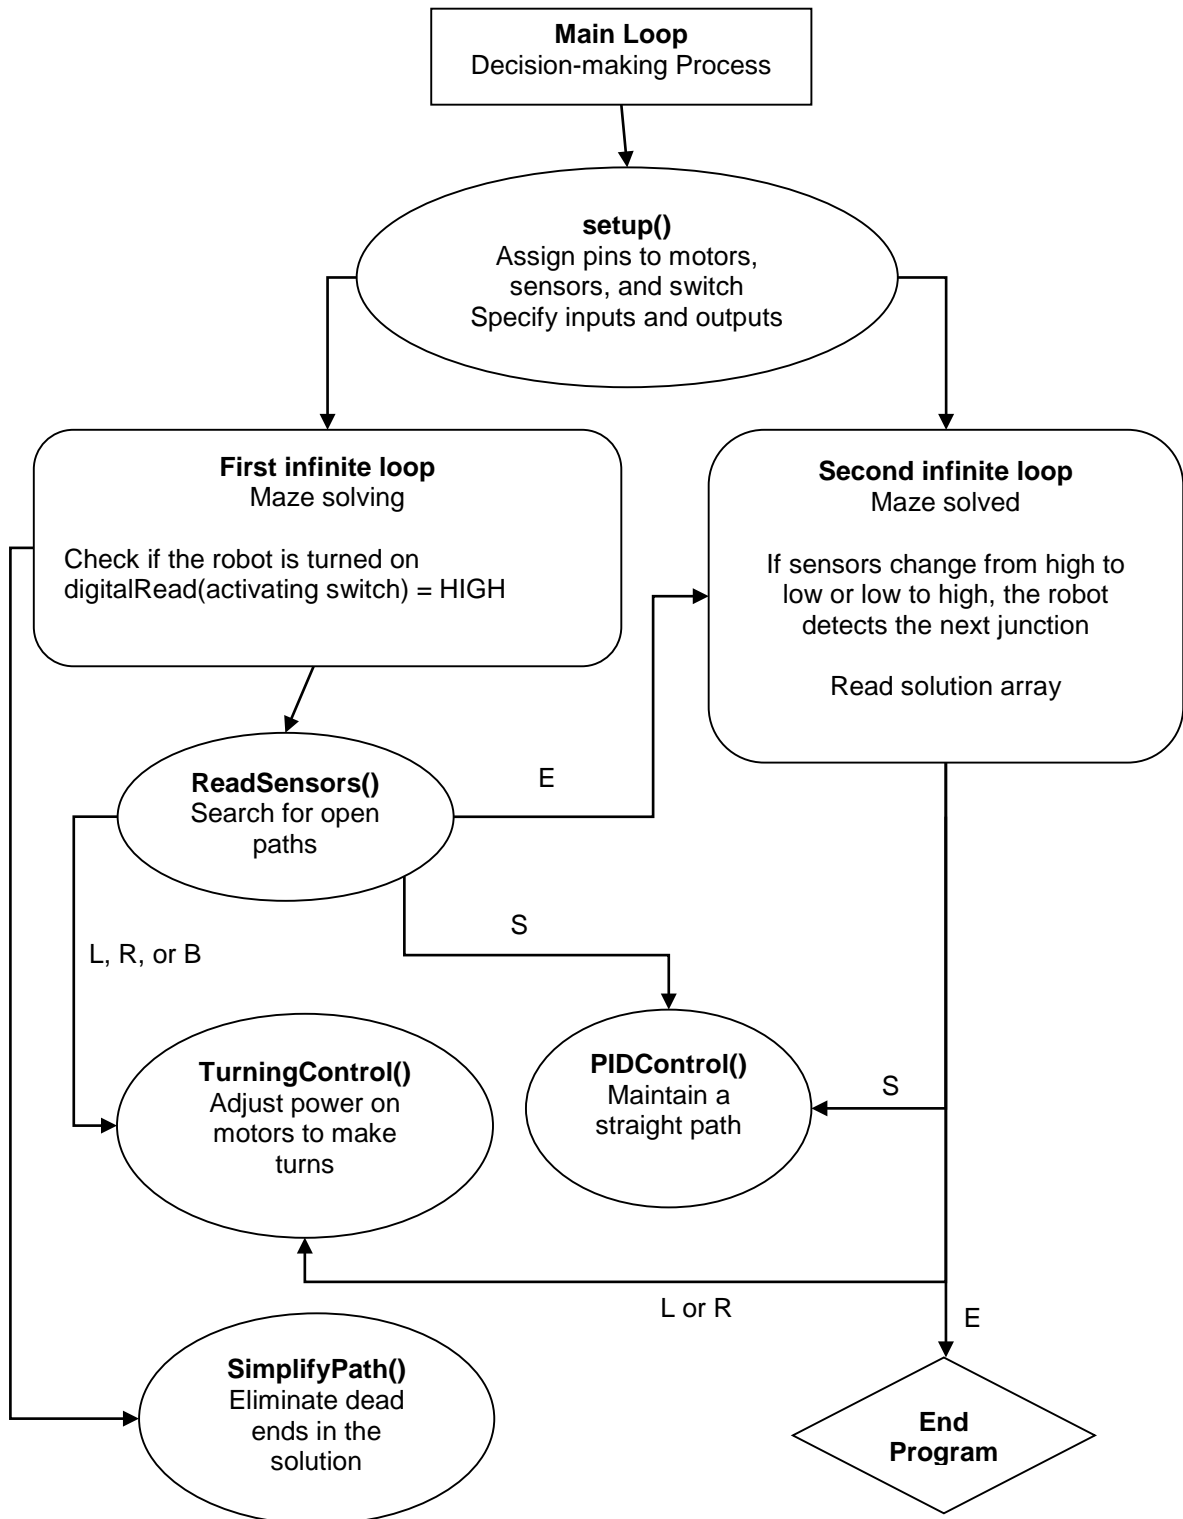 Main Loop
Decision-making Process
setup()
Assign pins to motors,
sensors, and switch
Specify inputs and outputs
First infinite loop
Maze solving
Check if the robot is turned on
digitalRead(activating switch) = HIGH
Second infinite loop
Maze solved
If sensors change from high to
low or low to high, the robot
detects the next junction
Read solution array
ReadSensors()
Search for open
paths
E
S
L, R, or B
TurningControl()
Adjust power on
motors to make
turns
PIDControl()
Maintain a
straight path
S
L or R
E
SimplifyPath()
Eliminate dead
ends in the
solution
End
Program